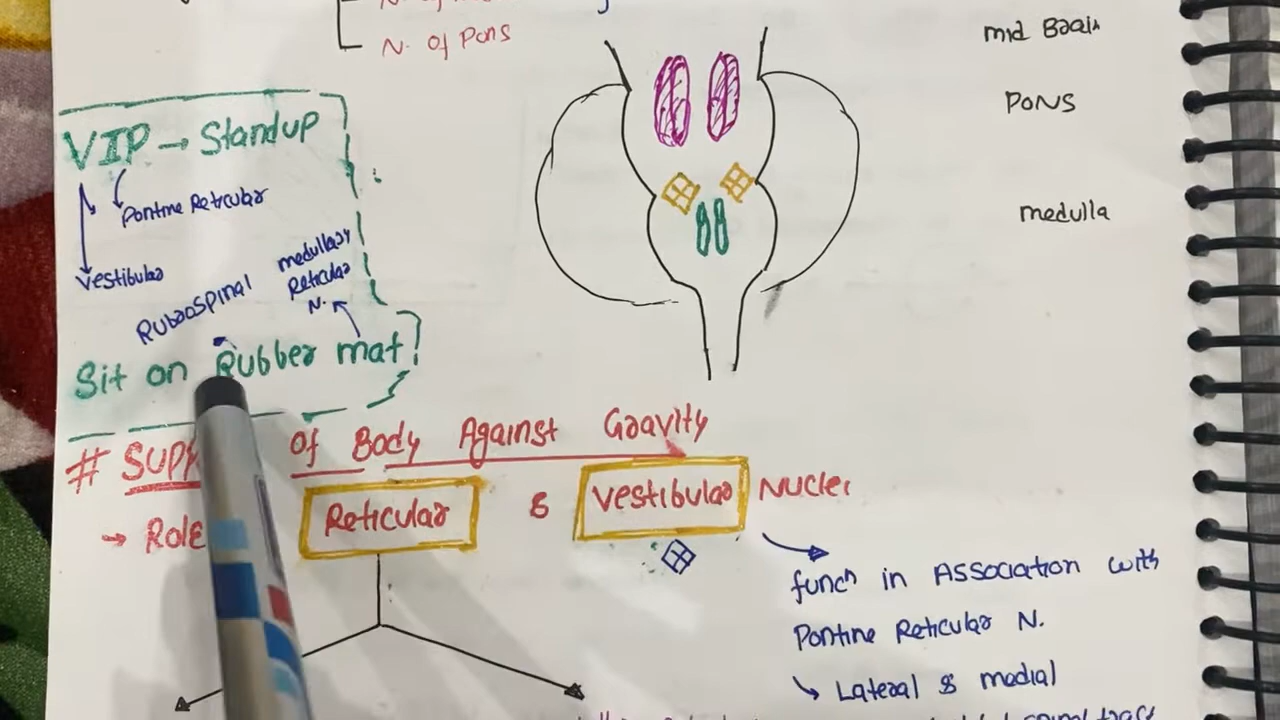 N. of Pons
mid Brain
PONS
medulla
VIP → Standup
Pontine Reticular
Vestibular
Rubrospinal
medullary
Reticular
N.
Sit on Rubber mat!
# SUPP of Body Against Gravity
→ Role Reticular & Vestibular Nuclei
funcn in Association with
Pontine Reticular N.
↳ Lateral & medial